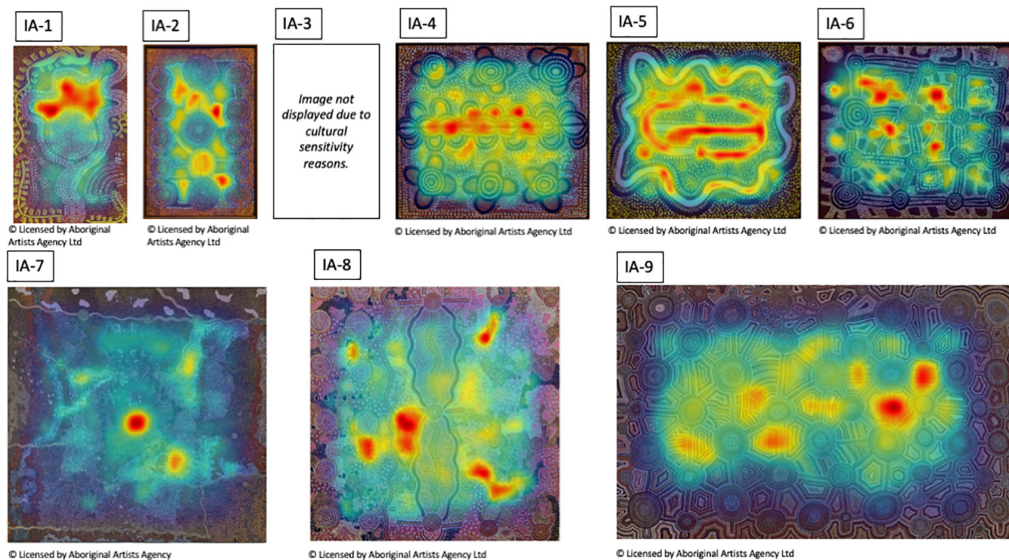 IA-1
IA-2
IA-3
IA-4
IA-5
IA-6
Image not
displayed due to
cultural
sensitivity
reasons.
© Licensed by Aboriginal
Artists Agency Ltd
© Licensed by Aboriginal
Artists Agency Ltd
© Licensed by Aboriginal Artists Agency Ltd
© Licensed by Aboriginal Artists Agency Ltd
© Licensed by Aboriginal Artists Agency Ltd
IA-7
IA-8
IA-9
© Licensed by Aboriginal Artists Agency
© Licensed by Aboriginal Artists Agency Ltd
© Licensed by Aboriginal Artists Agency Ltd